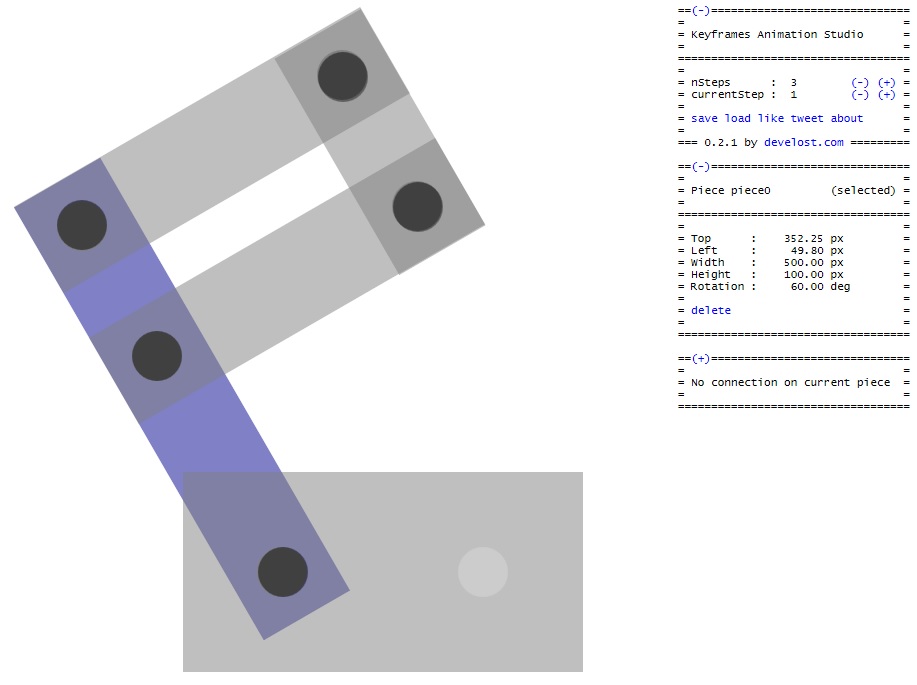 ==(-)==============================
=                                 =
= Keyframes Animation Studio      =
=                                 =
===================================
=                                 =
= nSteps      :  3        (-) (+) =
= currentStep :  1        (-) (+) =
=                                 =
= save load like tweet about      =
=                                 =
=== 0.2.1 by develost.com =========
==(-)==============================
=                                 =
= Piece piece0         (selected) =
=                                 =
===================================
=                                 =
= Top      :    352.25 px         =
= Left     :     49.80 px         =
= Width    :    500.00 px         =
= Height   :    100.00 px         =
= Rotation :     60.00 deg        =
=                                 =
= delete                          =
=                                 =
===================================
==(+)==============================
=                                 =
= No connection on current piece  =
=                                 =
===================================